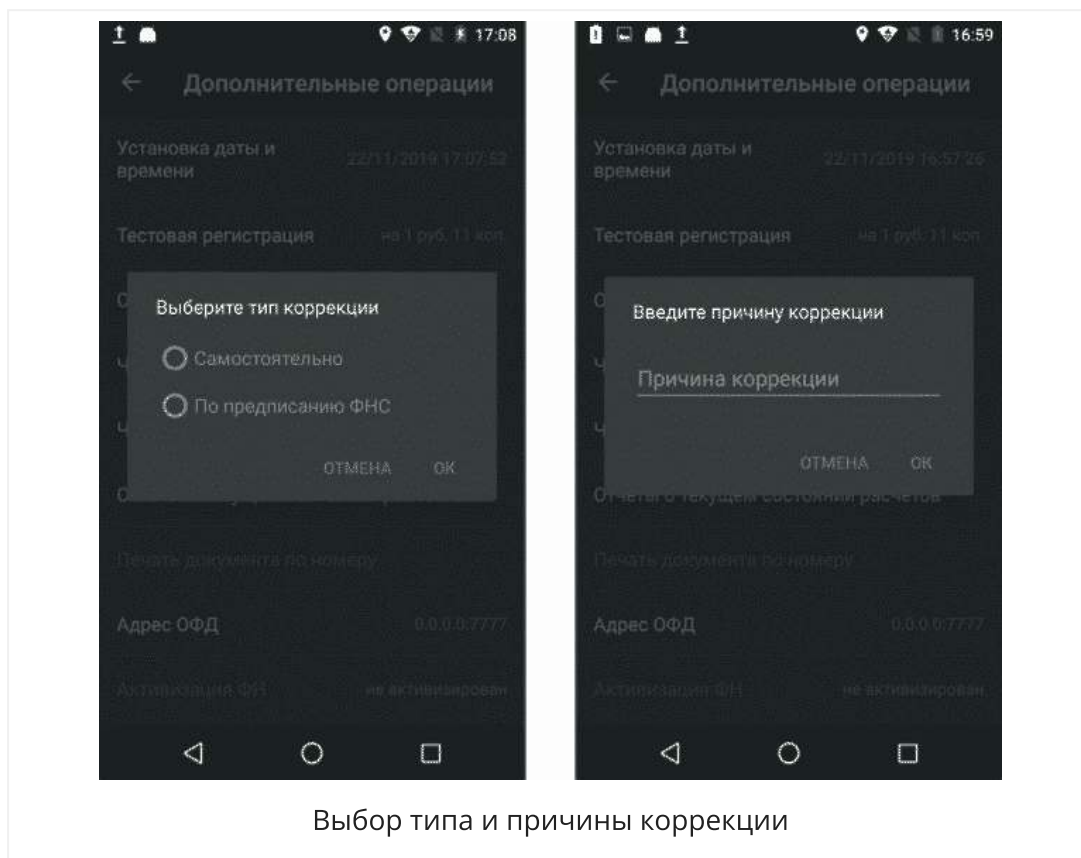 17:08
Дополнительные операции
Установка даты и
времени
22/11/2019 17:07:52
Тестовая регистрация
на 1 руб. 11 коп.
Выберите тип коррекции
Самостоятельно
По предписанию ФНС
ОТМЕНА ОК
Печать документа по номеру
Адрес ОФД
0.0.0.0:7777
Активизация ФН
не активизирован
16:59
Дополнительные операции
Установка даты и
времени
22/11/2019 16:57:26
Тестовая регистрация
на 1 руб. 11 коп.
Введите причину коррекции
Причина коррекции
ОТМЕНА ОК
Отчет о текущем состоянии расчетов
Печать документа по номеру
Адрес ОФД
0.0.0.0:7777
Активизация ФН
не активизирован
Выбор типа и причины коррекции